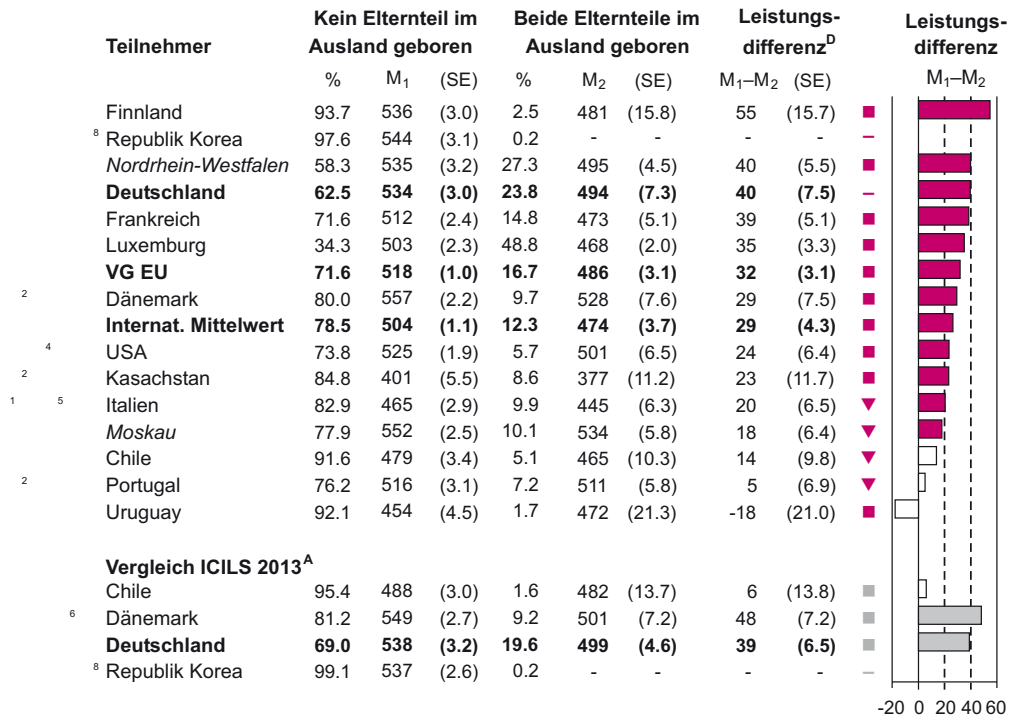 Teilnehmer Kein Elternteil im Ausland geboren Beide Elternteile im Ausland geboren Leistungs-differenzD Leistungs-differenz
% M1 (SE) % M2 (SE) M1–M2 (SE) M1–M2
Finnland 93.7 536 (3.0) 2.5 481 (15.8) 55 (15.7)
8 Republik Korea 97.6 544 (3.1) 0.2 - - - -
Nordrhein-Westfalen 58.3 535 (3.2) 27.3 495 (4.5) 40 (5.5)
Deutschland 62.5 534 (3.0) 23.8 494 (7.3) 40 (7.5)
Frankreich 71.6 512 (2.4) 14.8 473 (5.1) 39 (5.1)
Luxemburg 34.3 503 (2.3) 48.8 468 (2.0) 35 (3.3)
VG EU 71.6 518 (1.0) 16.7 486 (3.1) 32 (3.1)
2 Dänemark 80.0 557 (2.2) 9.7 528 (7.6) 29 (7.5)
Internat. Mittelwert 78.5 504 (1.1) 12.3 474 (3.7) 29 (4.3)
4 USA 73.8 525 (1.9) 5.7 501 (6.5) 24 (6.4)
2 Kasachstan 84.8 401 (5.5) 8.6 377 (11.2) 23 (11.7)
1 5 Italien 82.9 465 (2.9) 9.9 445 (6.3) 20 (6.5)
Moskau 77.9 552 (2.5) 10.1 534 (5.8) 18 (6.4)
Chile 91.6 479 (3.4) 5.1 465 (10.3) 14 (9.8)
2 Portugal 76.2 516 (3.1) 7.2 511 (5.8) 5 (6.9)
Uruguay 92.1 454 (4.5) 1.7 472 (21.3) -18 (21.0)
Vergleich ICILS 2013A
Chile 95.4 488 (3.0) 1.6 482 (13.7) 6 (13.8)
6 Dänemark 81.2 549 (2.7) 9.2 501 (7.2) 48 (7.2)
Deutschland 69.0 538 (3.2) 19.6 499 (4.6) 39 (6.5)
8 Republik Korea 99.1 537 (2.6) 0.2 - - - -
-20 0 20 40 60